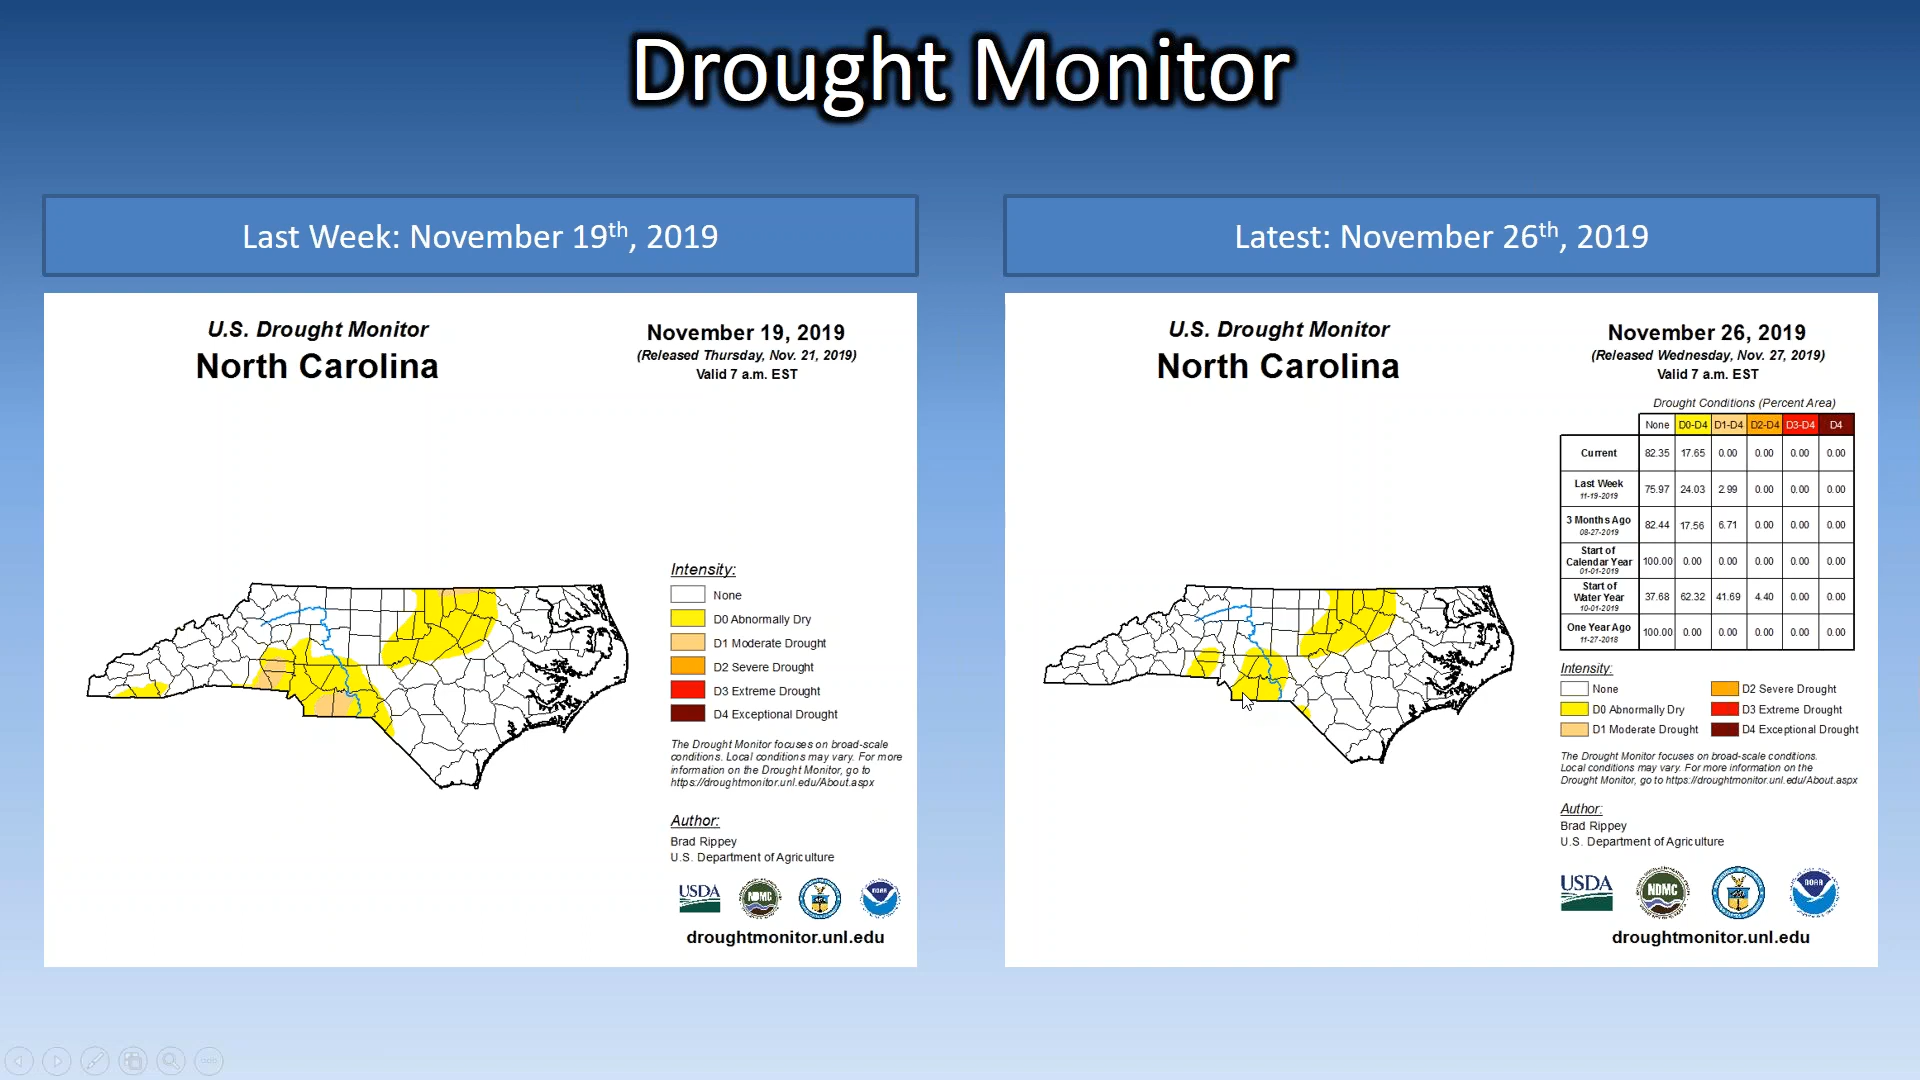 Drought Monitor
Last Week: November 19th, 2019
U.S. Drought Monitor
North Carolina
November 19, 2019
(Released Thursday, Nov. 21, 2019)
Valid 7 a.m. EST
Intensity:
None
D0 Abnormally Dry
D1 Moderate Drought
D2 Severe Drought
D3 Extreme Drought
D4 Exceptional Drought
The Drought Monitor focuses on broad-scale
conditions. Local conditions may vary. For more
information on the Drought Monitor, go to
https://droughtmonitor.unl.edu/About.aspx
Author:
Brad Rippey
U.S. Department of Agriculture
USDA NDMC NOAA
droughtmonitor.unl.edu
Latest: November 26th, 2019
U.S. Drought Monitor
North Carolina
November 26, 2019
(Released Wednesday, Nov. 27, 2019)
Valid 7 a.m. EST
Drought Conditions (Percent Area)
None D0-D4 D1-D4 D2-D4 D3-D4 D4
Current 82.35 17.65 0.00 0.00 0.00 0.00
Last Week
11-19-2019 75.97 24.03 2.99 0.00 0.00 0.00
3 Months Ago
08-27-2019 82.44 17.56 6.71 0.00 0.00 0.00
Start of
Calendar Year
01-01-2019 100.00 0.00 0.00 0.00 0.00 0.00
Start of
Water Year
10-01-2019 37.68 62.32 41.69 4.40 0.00 0.00
One Year Ago
11-27-2018 100.00 0.00 0.00 0.00 0.00 0.00
Intensity:
None D2 Severe Drought
D0 Abnormally Dry D3 Extreme Drought
D1 Moderate Drought D4 Exceptional Drought
The Drought Monitor focuses on broad-scale conditions.
Local conditions may vary. For more information on the
Drought Monitor, go to https://droughtmonitor.unl.edu/About.aspx
Author:
Brad Rippey
U.S. Department of Agriculture
USDA NDMC NOAA
droughtmonitor.unl.edu